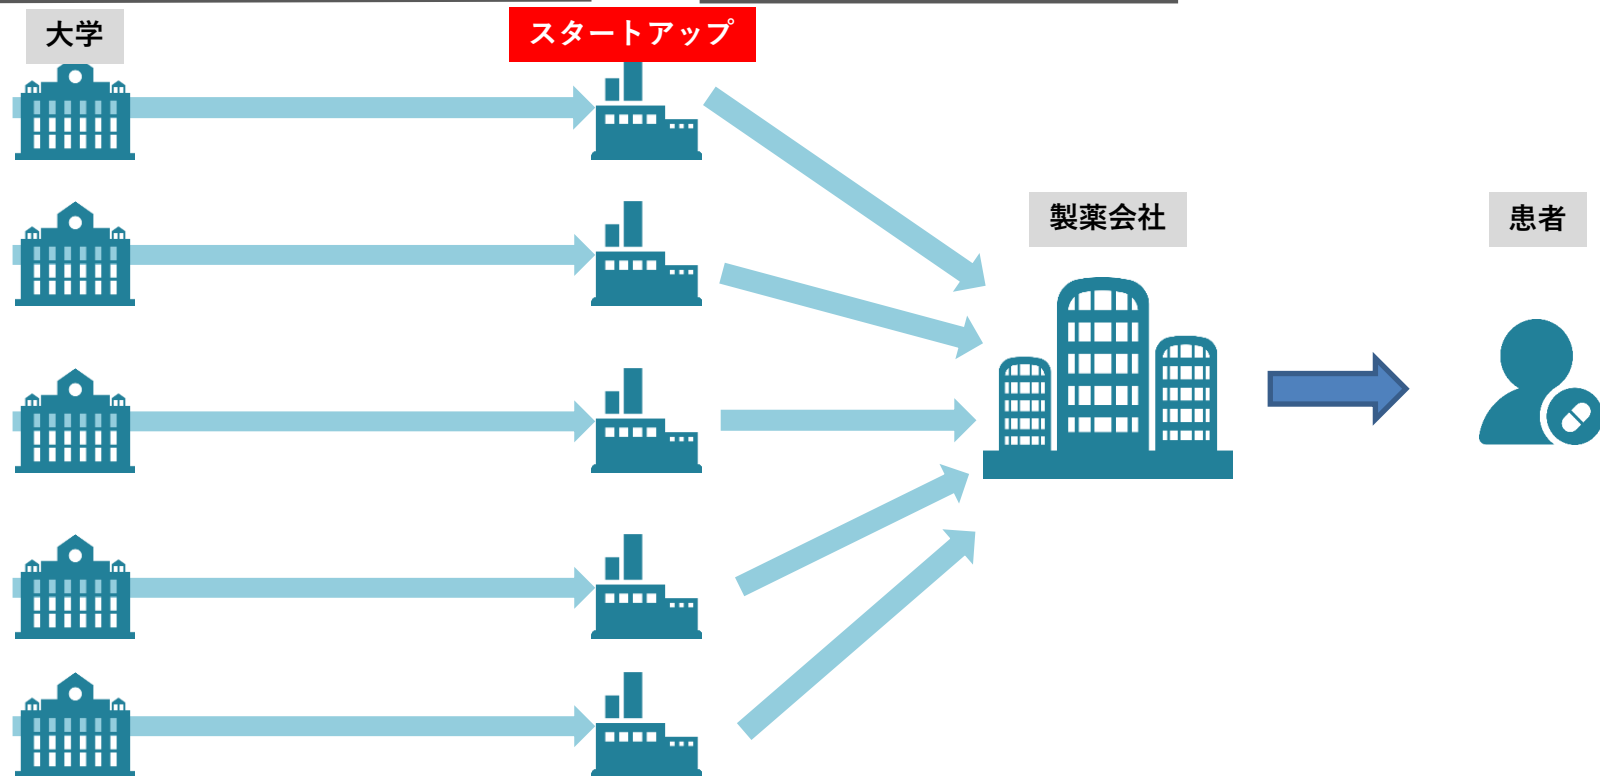 大学
スタートアップ
製薬会社
患者